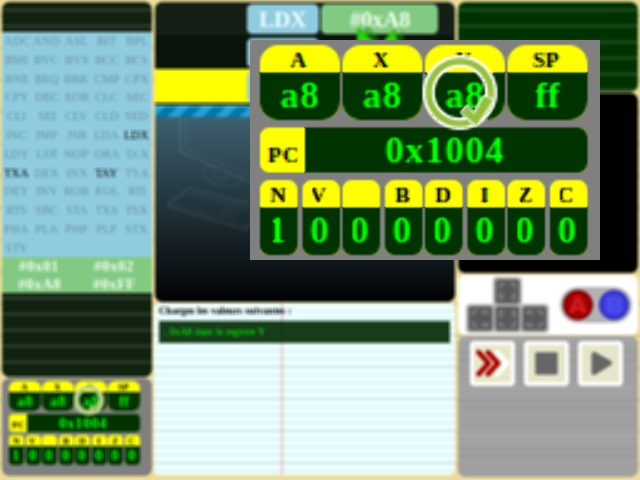 LDX #0xA8
ADC AND ASL BIT BPL
BMI BVC BVS BCC BCS
BNE BEQ BRK CMP CPX
CPY DEC EOR CLC SEC
CLI SEI CLV CLD SED
INC JMP JSR LDA LDX
LDY LSR NOP ORA TAX
TXA DEX INX TAY TYA
DEY INY ROR ROL RTI
RTS SBC STA TXS TSX
PHA PLA PHP PLP STX
STY
#0x01 #0x02
#0xA8 #0xFF
A X Y SP
a8 a8 a8 ff
PC 0x1004
N V B D I Z C
1 0 0 0 0 0 0 0
Charger les valeurs suivantes :
0xA8 dans le registre Y
A X SP
a8 a8 a8 ff
PC 0x1004
N V B D I Z C
1 0 0 0 0 0 0 0
A B